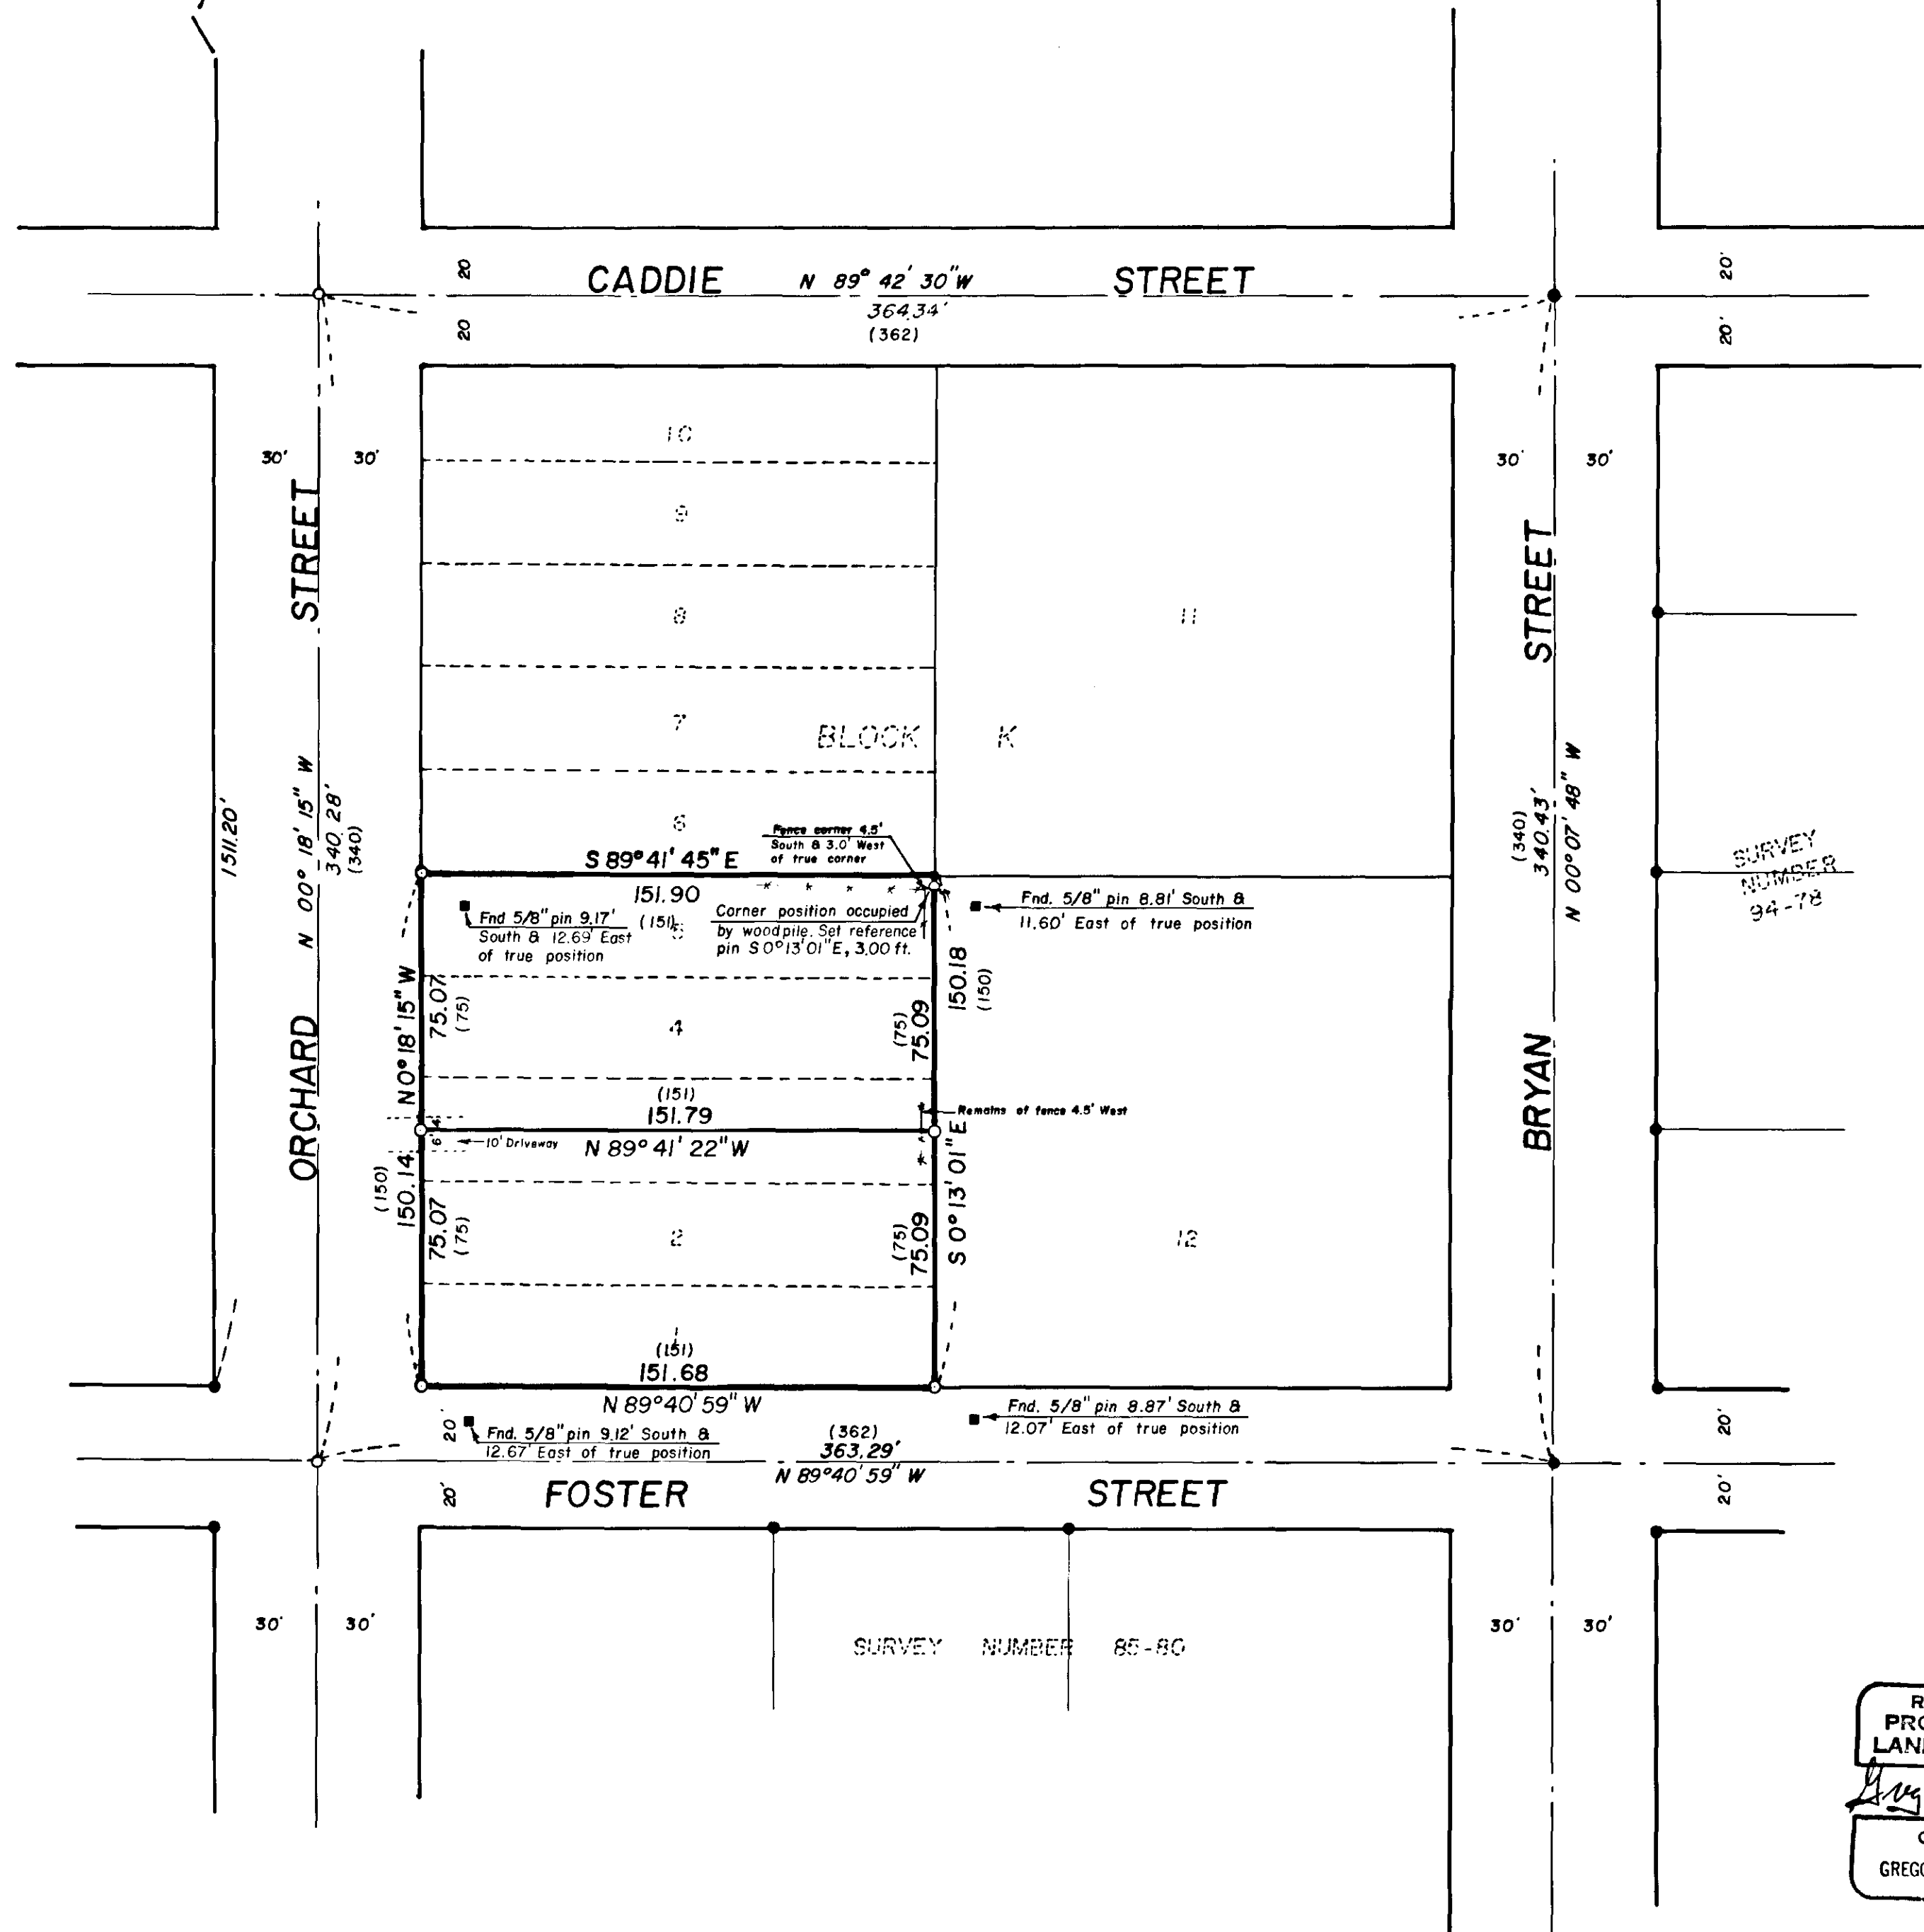 20
20'
CADDIE N 89° 42' 30" W STREET
364.34'
(362)
20
20'
10
30' 30'
30' 30'
9
8
11
STREET
STREET
7
BLOCK K
N 00° 18' 15" W
340.28'
(340)
1511.20'
(340)
340.43'
N 00° 07' 48" W
SURVEY
NUMBER
94-78
6
Fence corner 4.5'
South & 3.0' West
of true corner
S 89° 41' 45" E
151.90
(151)
5
Fnd 5/8" pin 9.17'
South & 12.69' East
of true position
Corner position occupied
by woodpile. Set reference
pin S 0° 13' 01" E, 3.00 ft.
Fnd. 5/8" pin 8.81' South &
11.60' East of true position
N 0° 18' 15" W
75.07
(75)
(75)
75.09
150.18
(150)
4
ORCHARD
BRYAN
(151)
151.79
N 89° 41' 22" W
Remains of fence 4.5' West
4
6
10' Driveway
(150)
150.14
75.07
(75)
(75)
75.09
S 0° 13' 01" E
2
12
1
(151)
151.68
N 89° 40' 59" W
20'
Fnd. 5/8" pin 9.12' South &
12.67' East of true position
Fnd. 5/8" pin 8.87' South &
12.07' East of true position
20'
(362)
363.29'
N 89° 40' 59" W
20'
FOSTER STREET
20'
30' 30'
30' 30'
SURVEY NUMBER 85-80
R
PRO
LAN
Greg
O
GREGO